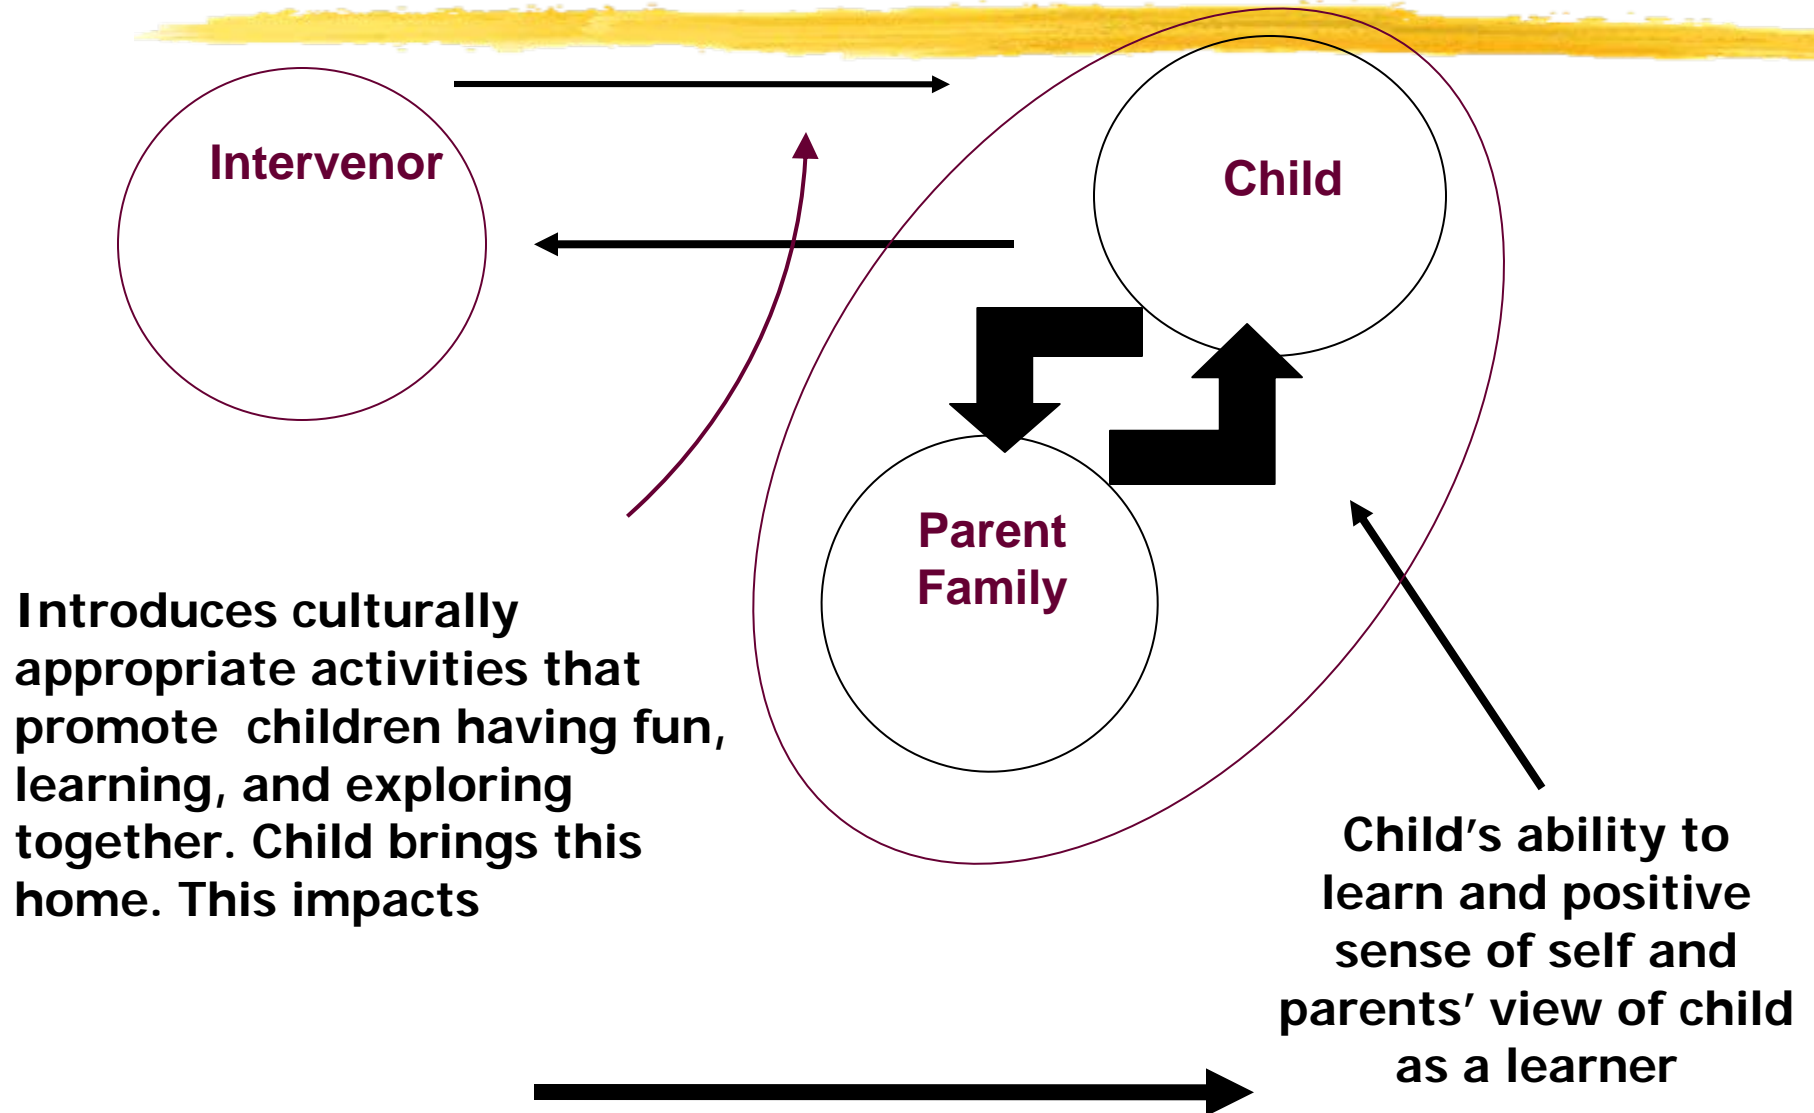 Intervenor
Child
Parent
Family
Introduces culturally
appropriate activities that
promote  children having fun,
learning, and exploring
together. Child brings this
home. This impacts
Child’s ability to
learn and positive
sense of self and
parents’ view of child
as a learner